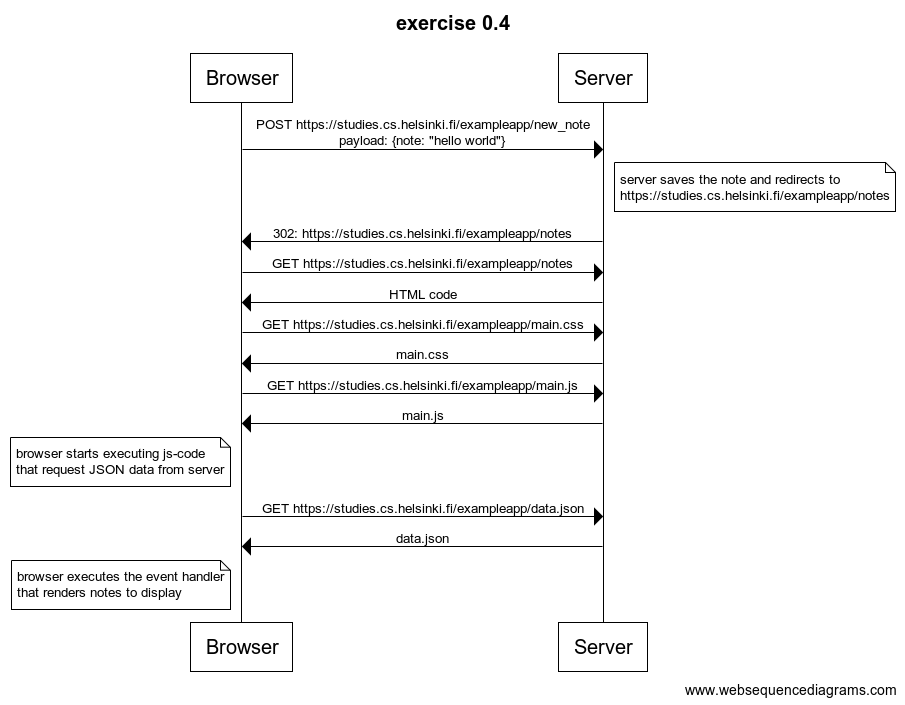 exercise 0.4
Browser
Server
POST https://studies.cs.helsinki.fi/exampleapp/new_note
payload: {note: "hello world"}
server saves the note and redirects to
https://studies.cs.helsinki.fi/exampleapp/notes
302: https://studies.cs.helsinki.fi/exampleapp/notes
GET https://studies.cs.helsinki.fi/exampleapp/notes
HTML code
GET https://studies.cs.helsinki.fi/exampleapp/main.css
main.css
GET https://studies.cs.helsinki.fi/exampleapp/main.js
main.js
browser starts executing js-code
that request JSON data from server
GET https://studies.cs.helsinki.fi/exampleapp/data.json
data.json
browser executes the event handler
that renders notes to display
Browser
Server
www.websequencediagrams.com